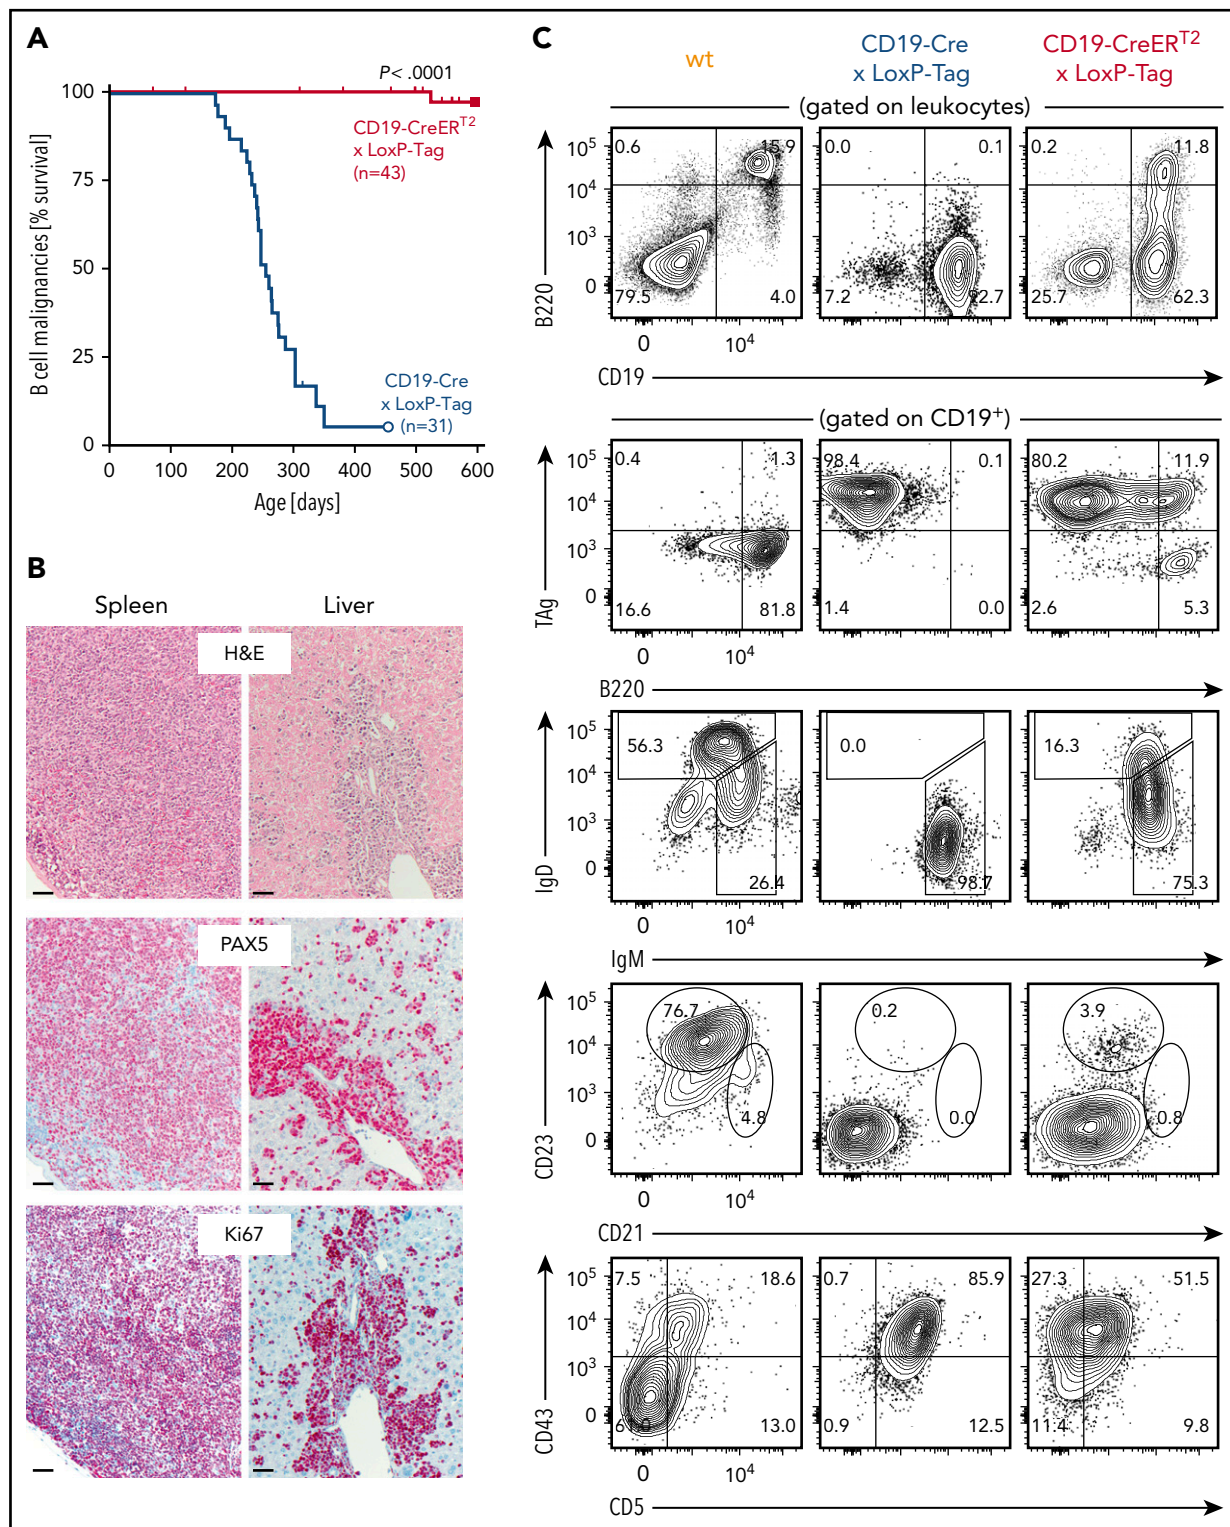 A
P< .0001
100
75
50
25
0
B cell malignancies [% survival]
CD19-CreER^T2
x LoxP-Tag
(n=43)
CD19-Cre
x LoxP-Tag
(n=31)
0 100 200 300 400 500 600
Age [days]
B
Spleen Liver
H&E
PAX5
Ki67
C
wt
CD19-Cre
x LoxP-Tag
CD19-CreER^T2
x LoxP-Tag
(gated on leukocytes)
10^5
10^4
10^3
0
B220
0.6 15.9
79.5 4.0
0.0 0.1
7.2
0.2 11.8
25.7 62.3
0 10^4
CD19
(gated on CD19+)
10^5
10^4
10^3
0
TAg
0.4 1.3
16.6 81.8
98.4 0.1
1.4 0.0
80.2 11.9
2.6 5.3
0 10^4
B220
10^5
10^4
10^3
0
IgD
56.3
26.4
0.0
98.7
16.3
75.3
0 10^4
IgM
10^5
10^4
10^3
0
CD23
76.7
4.8
0.2
0.0
3.9
0.8
0 10^4
CD21
10^5
10^4
10^3
0
CD43
7.5 18.6
13.0
0.7 85.9
0.9 12.5
27.3 51.5
11.4 9.8
0 10^4
CD5